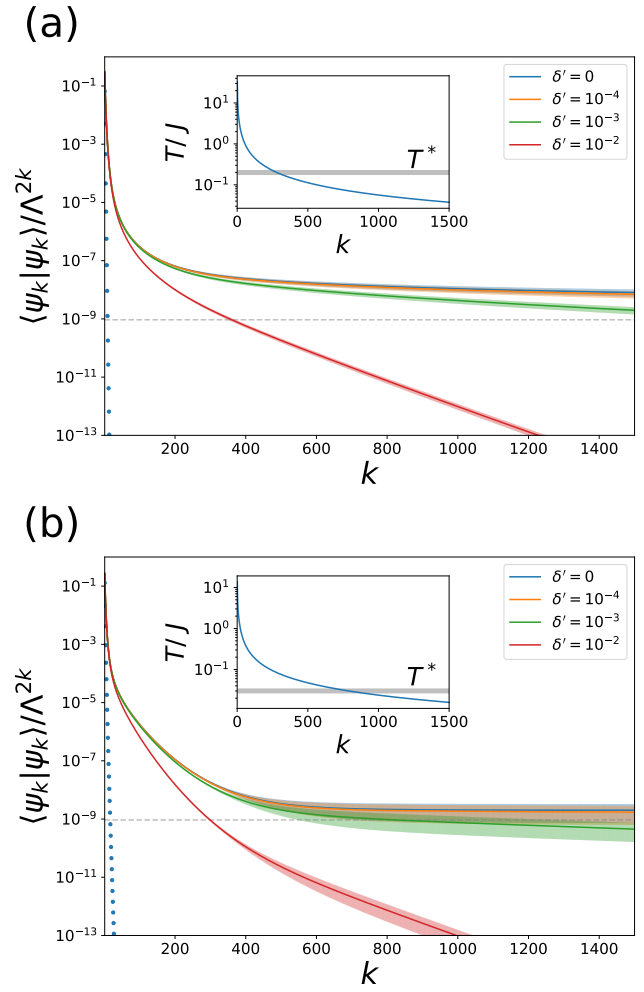 (a)
⟨ψ_k|ψ_k⟩/Λ^{2k}
10^{-1}
10^{-3}
10^{-5}
10^{-7}
10^{-9}
10^{-11}
10^{-13}
200 400 600 800 1000 1200 1400
k
T/J
10^1
10^{-1}
T^*
0 500 1000 1500
k
δ′ = 0
δ′ = 10^{-4}
δ′ = 10^{-3}
δ′ = 10^{-2}
(b)
⟨ψ_k|ψ_k⟩/Λ^{2k}
10^{-1}
10^{-3}
10^{-5}
10^{-7}
10^{-9}
10^{-11}
10^{-13}
200 400 600 800 1000 1200 1400
k
T/J
10^1
10^0
10^{-1}
T^*
0 500 1000 1500
k
δ′ = 0
δ′ = 10^{-4}
δ′ = 10^{-3}
δ′ = 10^{-2}